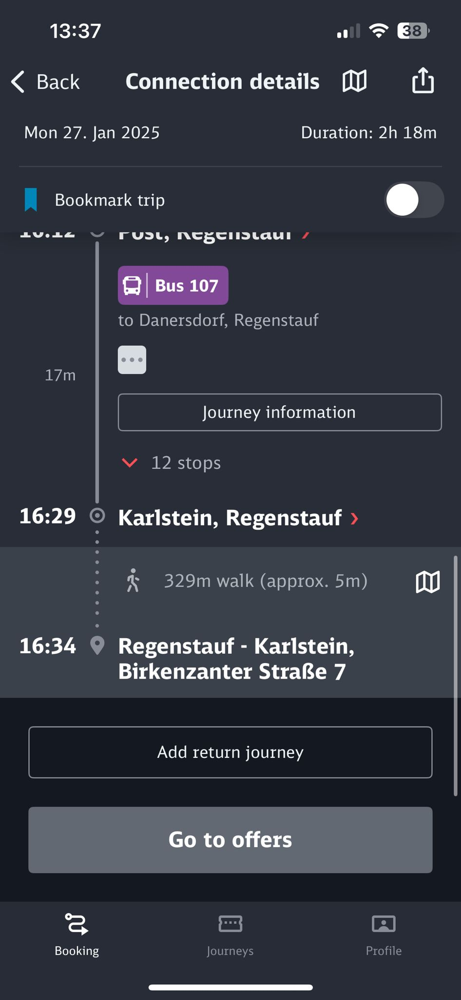 13:37
38
Back
Connection details
Mon 27. Jan 2025
Duration: 2h 18m
Bookmark trip
16:12
Post, Regenstauf
Bus 107
to Danersdorf, Regenstauf
17m
Journey information
12 stops
16:29
Karlstein, Regenstauf
329m walk (approx. 5m)
16:34
Regenstauf - Karlstein,
Birkenzanter Straße 7
Add return journey
Go to offers
Booking
Journeys
Profile